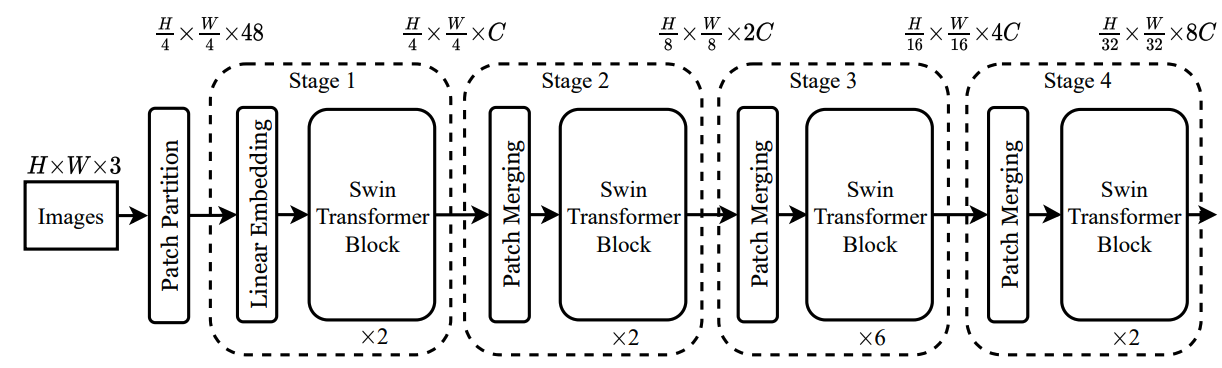 H/4 × W/4 × 48
H/4 × W/4 × C
H/8 × W/8 × 2C
H/16 × W/16 × 4C
H/32 × W/32 × 8C
Stage 1
Stage 2
Stage 3
Stage 4
H×W×3
Images
Patch Partition
Linear Embedding
Swin
Transformer
Block
×2
Patch Merging
Swin
Transformer
Block
×2
Patch Merging
Swin
Transformer
Block
×6
Patch Merging
Swin
Transformer
Block
×2